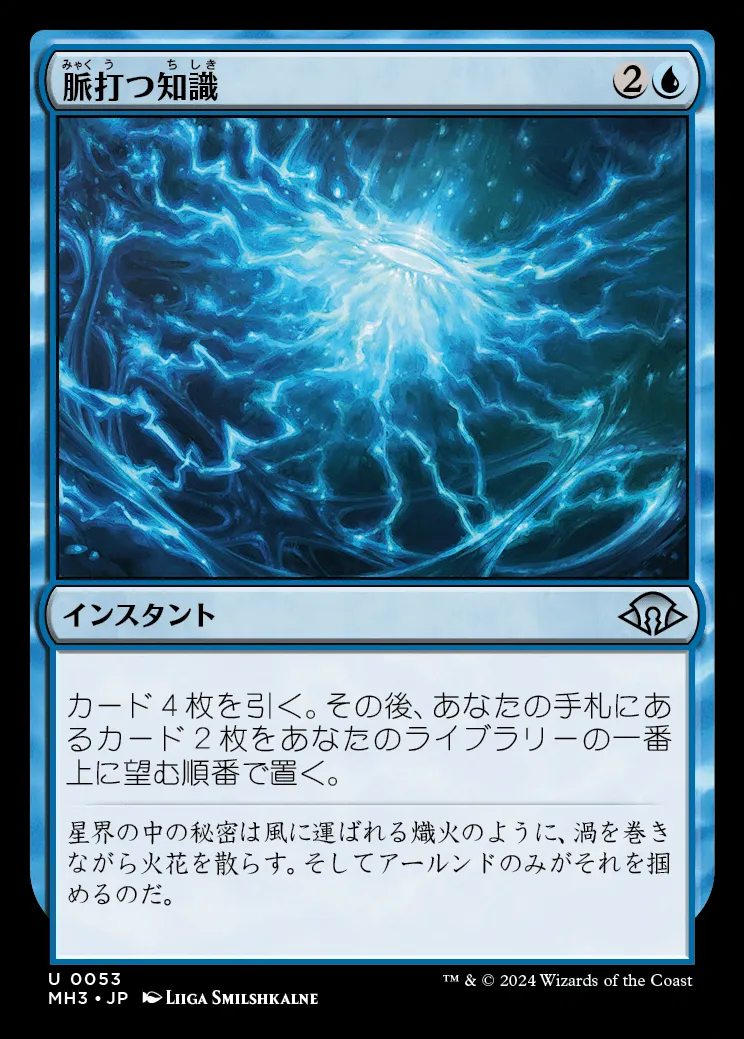 脈打つ知識
みゃく う ちしき
2
インスタント
カード4枚を引く。その後、あなたの手札にあ
るカード2枚をあなたのライブラリーの一番
上に望む順番で置く。
星界の中の秘密は風に運ばれる熾火のように、渦を巻き
ながら火花を散らす。そしてアールンドのみがそれを掴
めるのだ。
U 0053
MH3 • JP LIIGA SMILSHKALNE
™ & © 2024 Wizards of the Coast